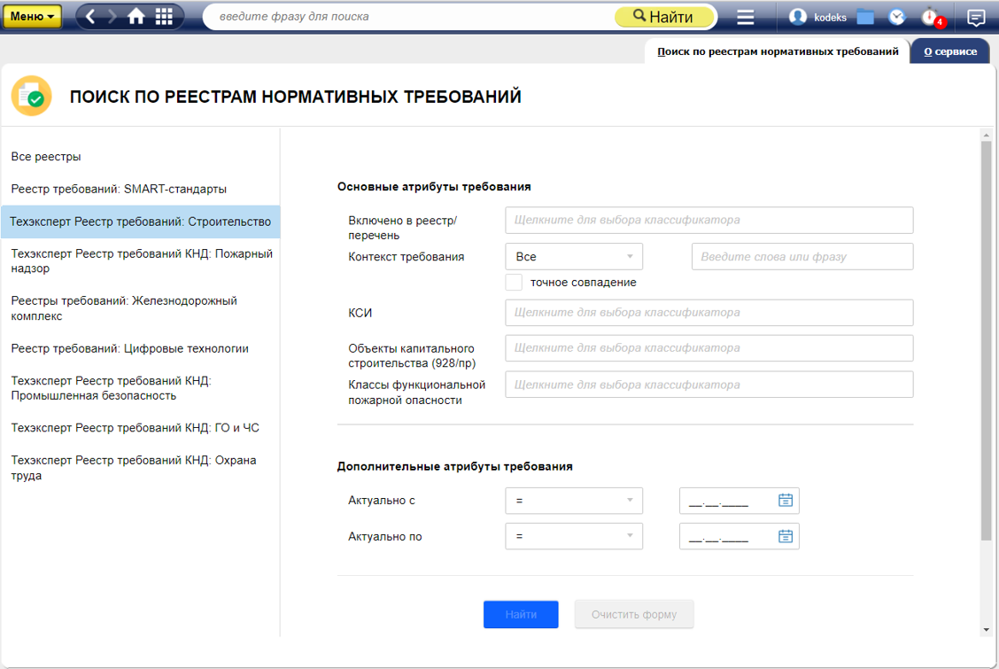 Меню
введите фразу для поиска
Найти
kodeks
4
Поиск по реестрам нормативных требований
О сервисе
ПОИСК ПО РЕЕСТРАМ НОРМАТИВНЫХ ТРЕБОВАНИЙ
Все реестры
Реестр требований: SMART-стандарты
Техэксперт Реестр требований: Строительство
Техэксперт Реестр требований КНД: Пожарный
надзор
Реестры требований: Железнодорожный
комплекс
Реестр требований: Цифровые технологии
Техэксперт Реестр требований КНД:
Промышленная безопасность
Техэксперт Реестр требований КНД: ГО и ЧС
Техэксперт Реестр требований КНД: Охрана
труда
Основные атрибуты требования
Включено в реестр/
перечень
Щелкните для выбора классификатора
Контекст требования
Все
Введите слова или фразу
точное совпадение
КСИ
Щелкните для выбора классификатора
Объекты капитального
строительства (928/пр)
Щелкните для выбора классификатора
Классы функциональной
пожарной опасности
Щелкните для выбора классификатора
Дополнительные атрибуты требования
Актуально с
=
__.__.____
Актуально по
=
__.__.____
Найти
Очистить форму